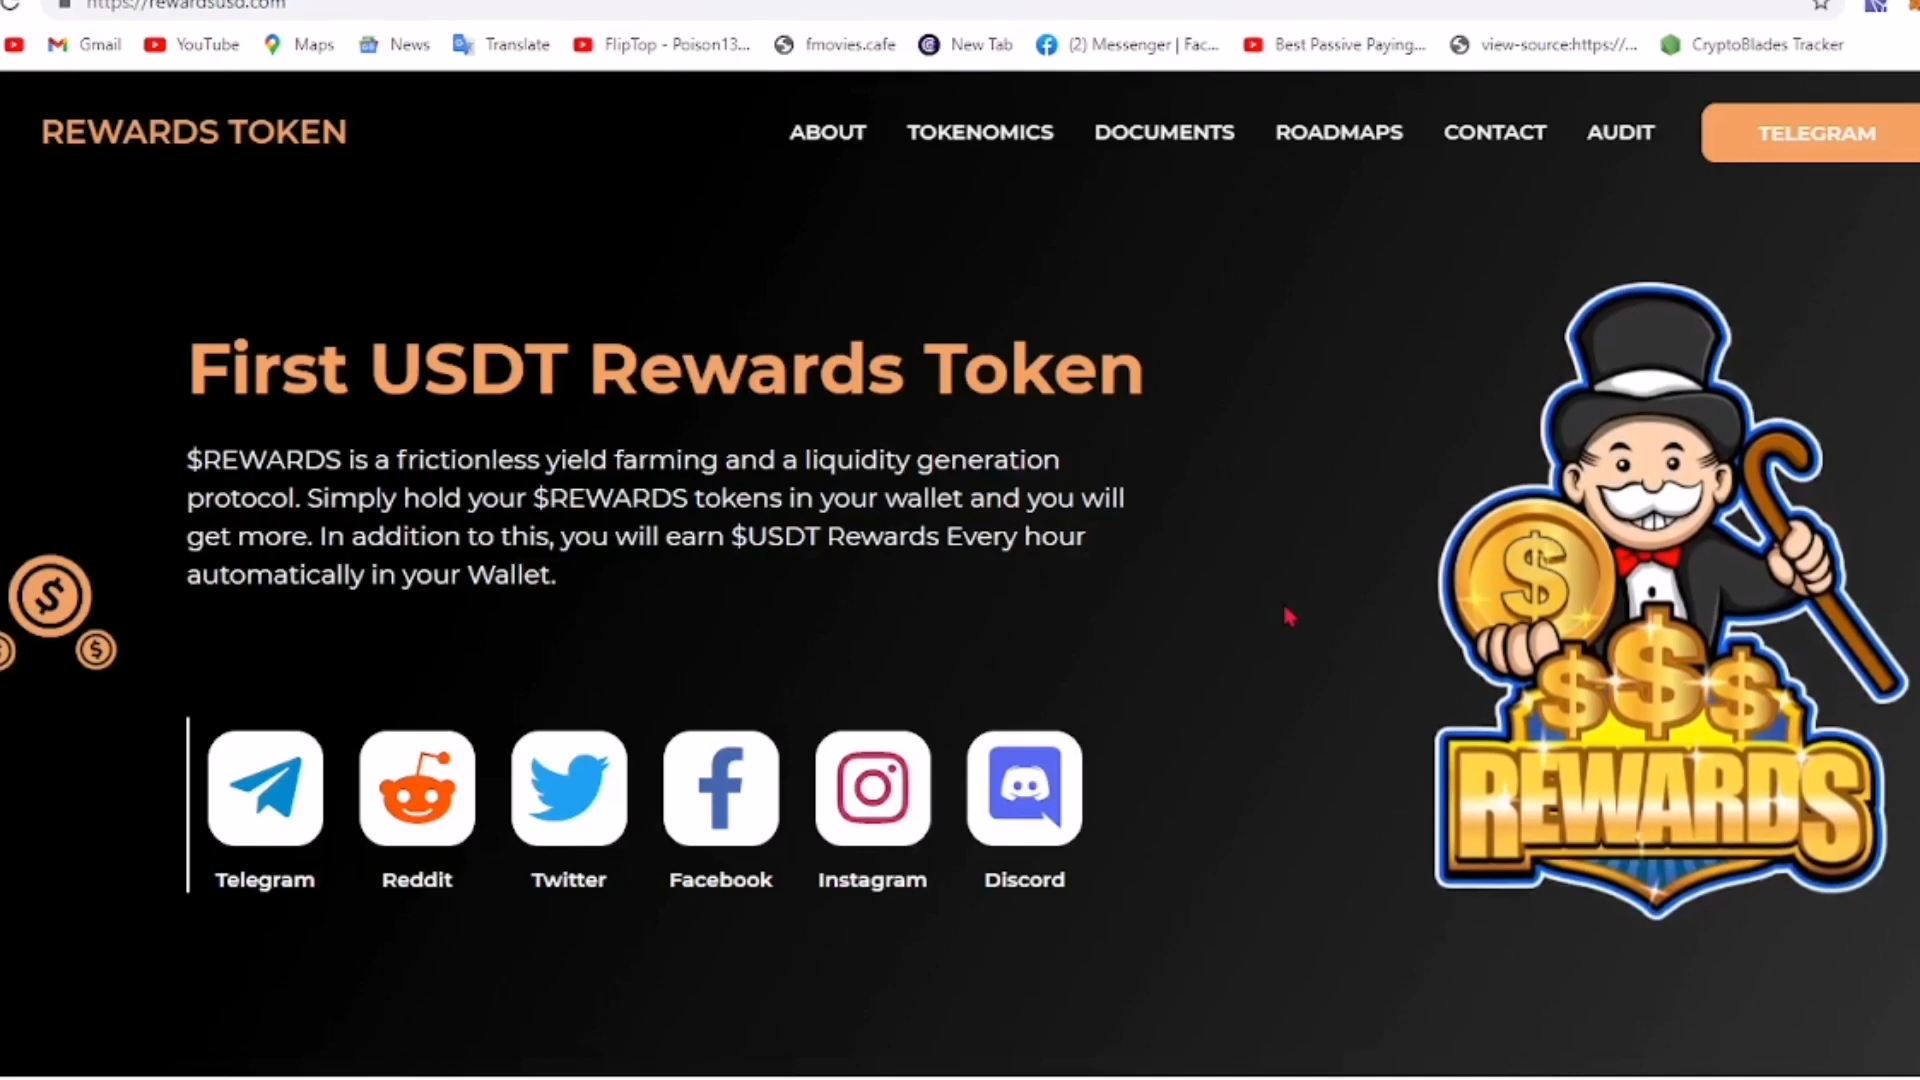 https://rewardsusd.com
Gmail YouTube Maps News Translate FlipTop - Poison13... fmovies.cafe New Tab (2) Messenger | Fac... Best Passive Paying... view-source:https://... CryptoBlades Tracker
REWARDS TOKEN ABOUT TOKENOMICS DOCUMENTS ROADMAPS CONTACT AUDIT TELEGRAM
First USDT Rewards Token
$REWARDS is a frictionless yield farming and a liquidity generation
protocol. Simply hold your $REWARDS tokens in your wallet and you will
get more. In addition to this, you will earn $USDT Rewards Every hour
automatically in your Wallet.
$
$
$
$$$
REWARDS
Telegram Reddit Twitter Facebook Instagram Discord